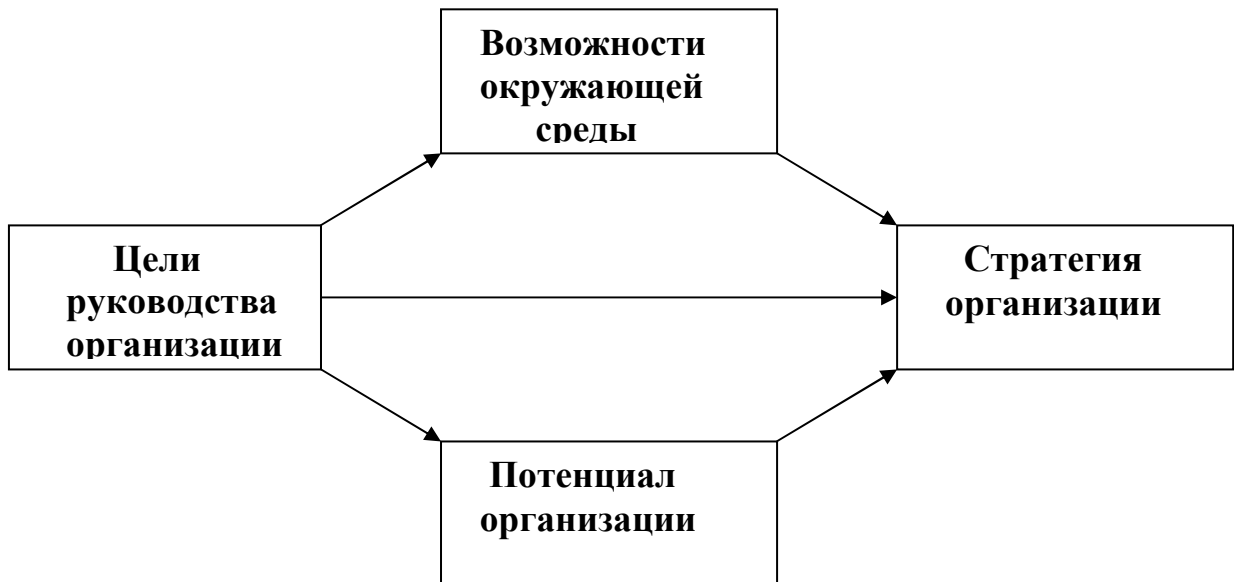 Возможности
окружающей
среды
Цели
руководства
организации
Стратегия
организации
Потенциал
организации